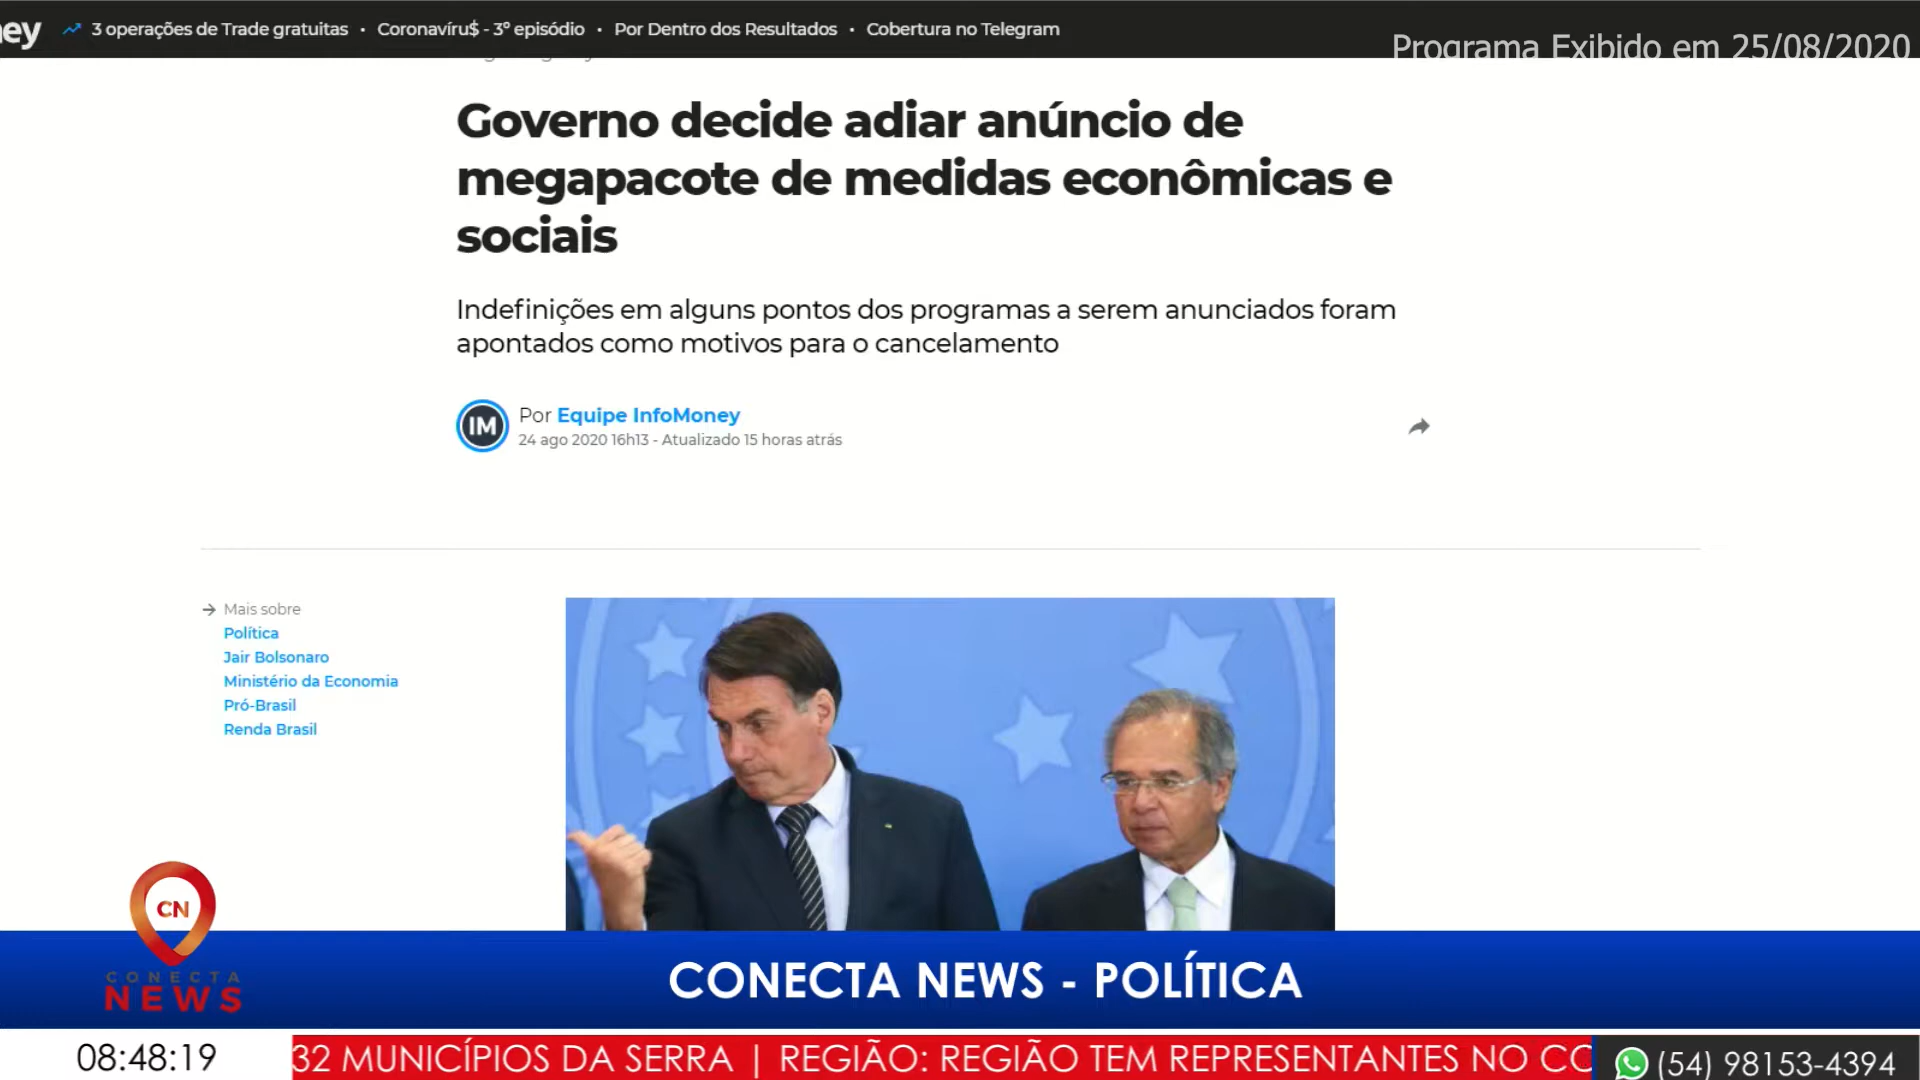 ey 3 operações de Trade gratuitas • Coronavíru$ - 3º episódio • Por Dentro dos Resultados • Cobertura no Telegram
Programa Exibido em 25/08/2020
Governo decide adiar anúncio de
megapacote de medidas econômicas e
sociais
Indefinições em alguns pontos dos programas a serem anunciados foram
apontados como motivos para o cancelamento
IM
Por Equipe InfoMoney
24 ago 2020 16h13 - Atualizado 15 horas atrás
Mais sobre
Política
Jair Bolsonaro
Ministério da Economia
Pró-Brasil
Renda Brasil
CN
CONECTA
NEWS
CONECTA NEWS - POLÍTICA
08:48:19
32 MUNICÍPIOS DA SERRA | REGIÃO: REGIÃO TEM REPRESENTANTES NO CO
(54) 98153-4394